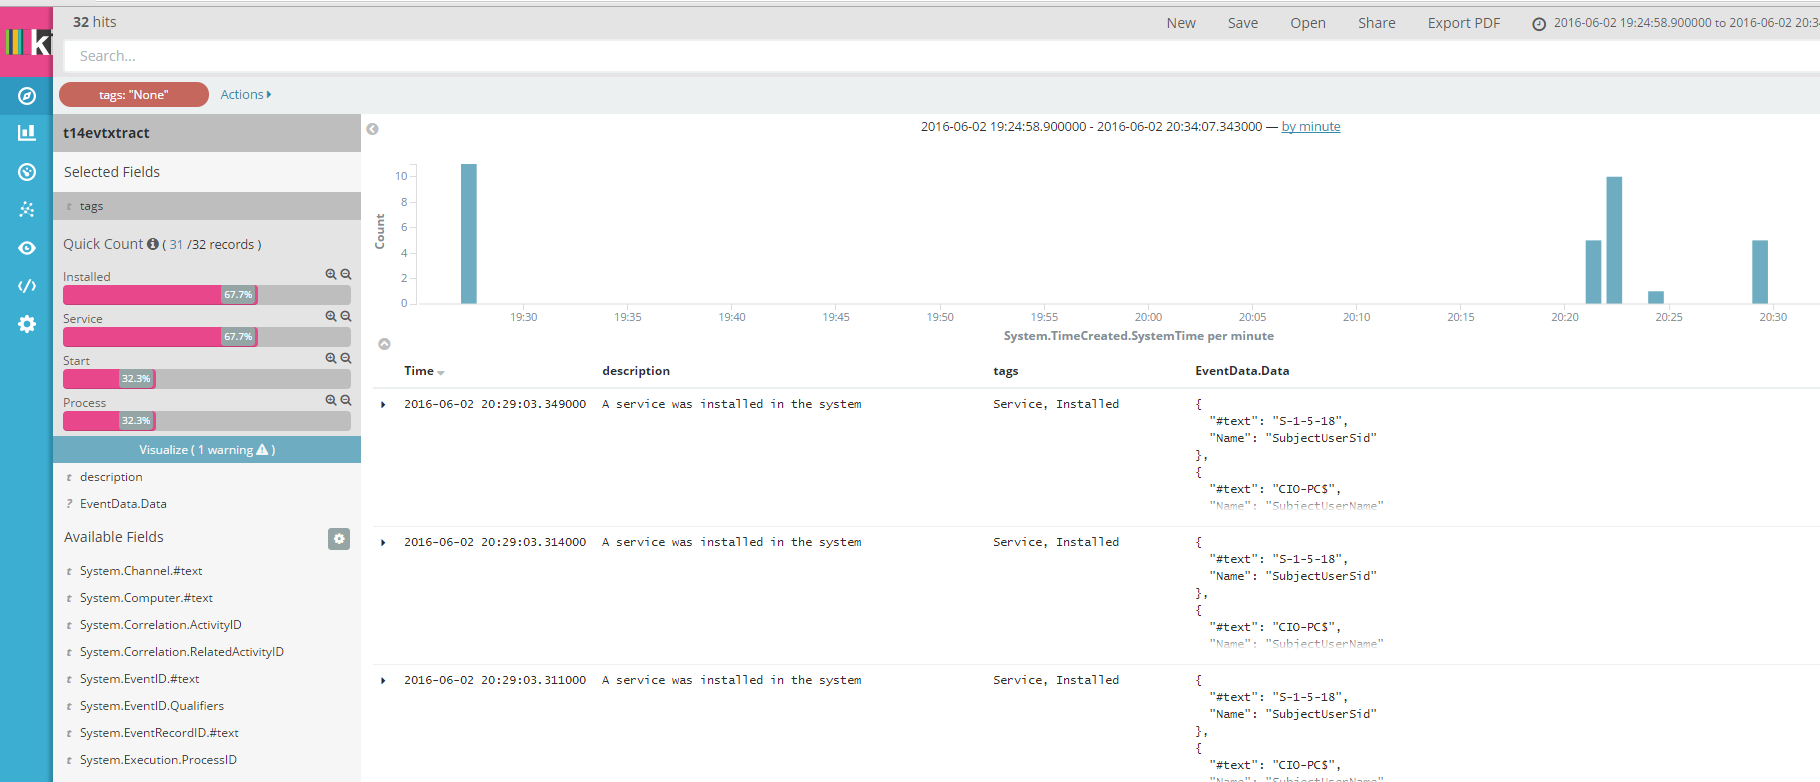 32 hits
New Save Open Share Export PDF 2016-06-02 19:24:58.900000 to 2016-06-02 20:3
ki
Search...
tags: "None" Actions
t14evtxtract
Selected Fields
t tags
Quick Count ( 31 /32 records )
Installed
67.7%
Service
67.7%
Start
32.3%
Process
32.3%
Visualize ( 1 warning )
t description
? EventData.Data
Available Fields
t System.Channel.#text
t System.Computer.#text
t System.Correlation.ActivityID
t System.Correlation.RelatedActivityID
t System.EventID.#text
t System.EventID.Qualifiers
t System.EventRecordID.#text
t System.Execution.ProcessID
2016-06-02 19:24:58.900000 - 2016-06-02 20:34:07.343000 — by minute
Count
10
8
6
4
2
0
19:30 19:35 19:40 19:45 19:50 19:55 20:00 20:05 20:10 20:15 20:20 20:25 20:30
System.TimeCreated.SystemTime per minute
Time description tags EventData.Data
2016-06-02 20:29:03.349000 A service was installed in the system Service, Installed {
"#text": "S-1-5-18",
"Name": "SubjectUserSid"
},
{
"#text": "CIO-PC$",
"Name": "SubjectUserName"
2016-06-02 20:29:03.314000 A service was installed in the system Service, Installed {
"#text": "S-1-5-18",
"Name": "SubjectUserSid"
},
{
"#text": "CIO-PC$",
"Name": "SubjectUserName"
2016-06-02 20:29:03.311000 A service was installed in the system Service, Installed {
"#text": "S-1-5-18",
"Name": "SubjectUserSid"
},
{
"#text": "CIO-PC$",
"Name": "SubjectUserName"